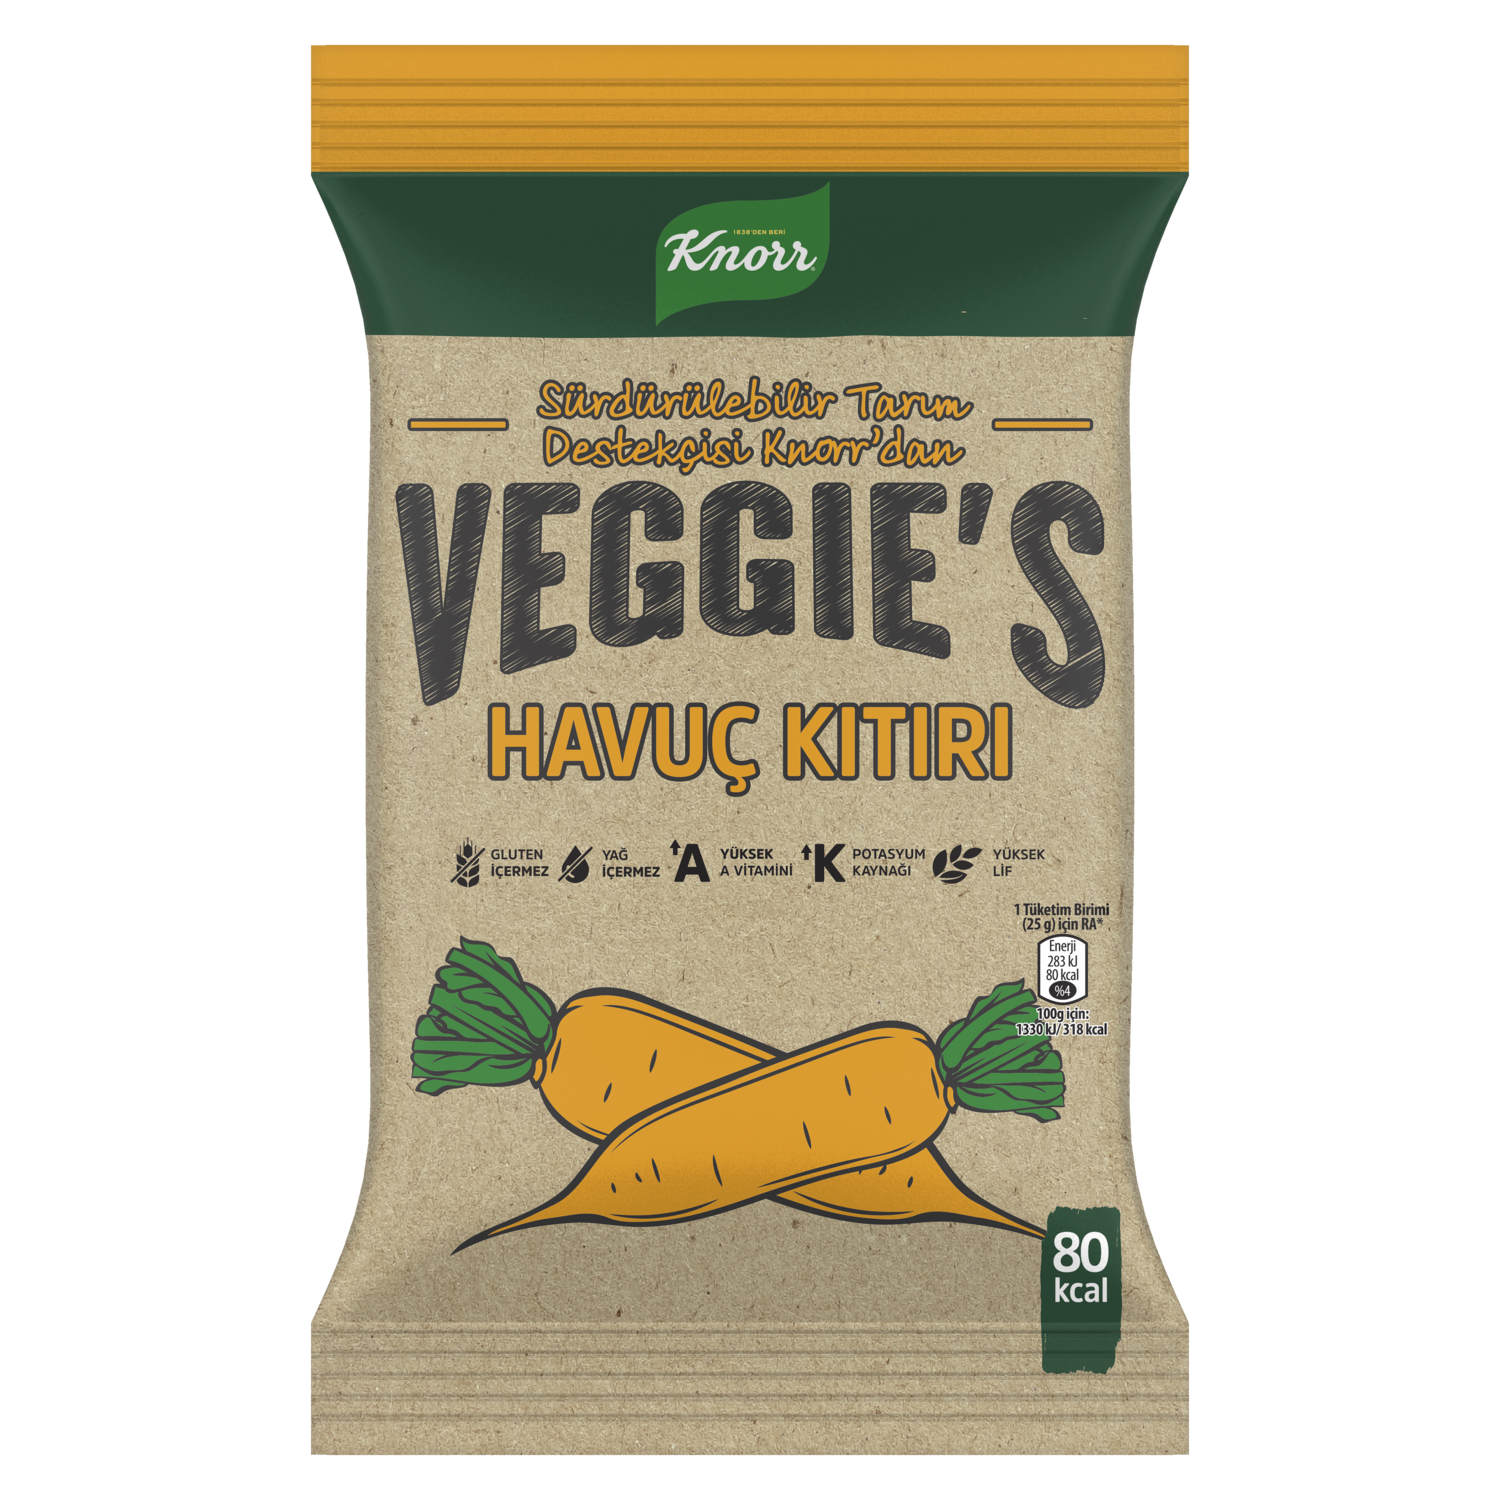 1838'DEN BERİ
Knorr
Sürdürülebilir Tarım
Destekçisi Knorr'dan
VEGGIE'S
HAVUÇ KITIRI
GLUTEN
İÇERMEZ
YAĞ
İÇERMEZ
A
YÜKSEK
A VİTAMİNİ
K
POTASYUM
KAYNAĞI
YÜKSEK
LİF
1 Tüketim Birimi
(25 g) için RA*
Enerji
283 kJ
80 kcal
%4
100g için:
1330 kJ/ 318 kcal
80
kcal